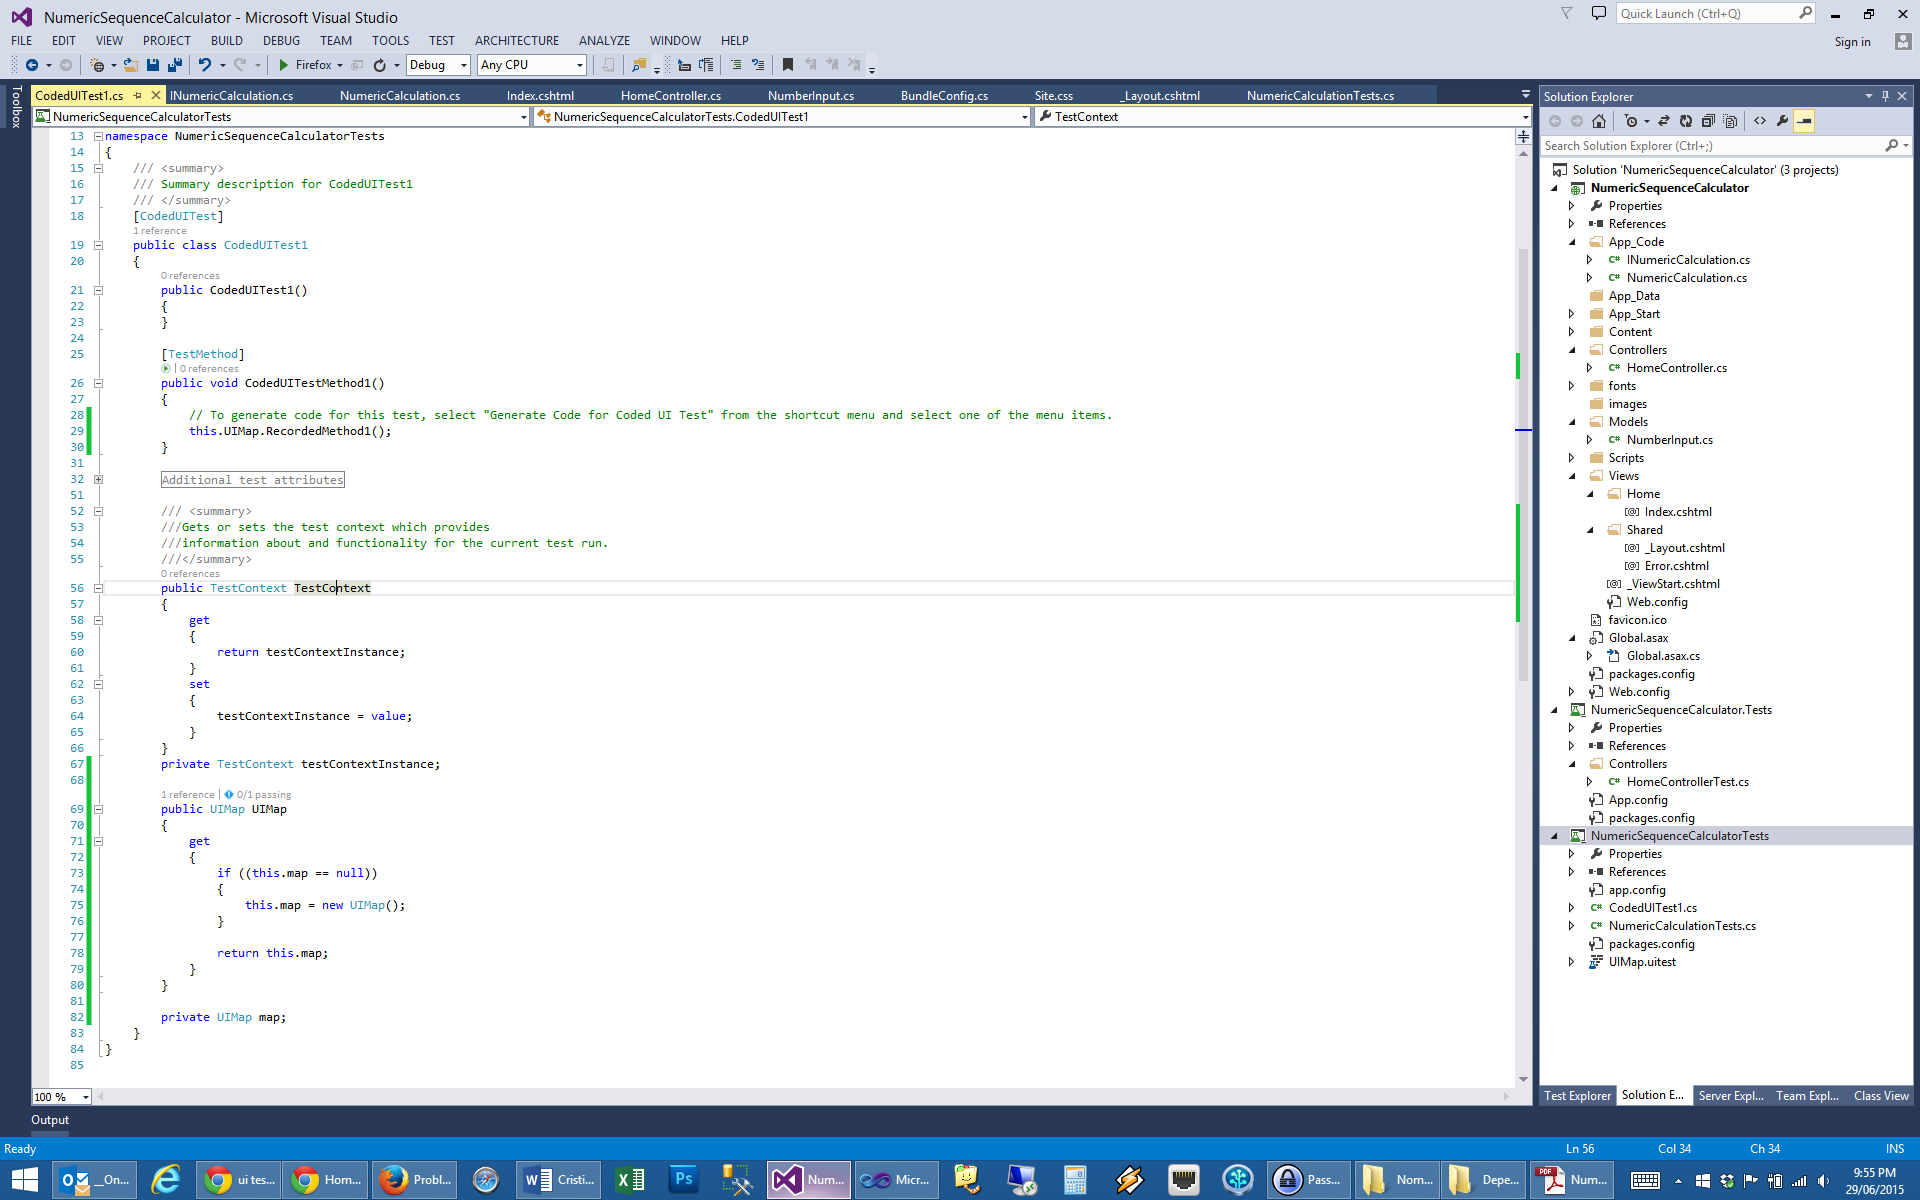 NumericSequenceCalculator - Microsoft Visual Studio
Quick Launch (Ctrl+Q)
FILE EDIT VIEW PROJECT BUILD DEBUG TEAM TOOLS TEST ARCHITECTURE ANALYZE WINDOW HELP
Sign in
Firefox Debug Any CPU
Toolbox
CodedUITest1.cs INumericCalculation.cs NumericCalculation.cs Index.cshtml HomeController.cs NumberInput.cs BundleConfig.cs Site.css _Layout.cshtml NumericCalculationTests.cs
NumericSequenceCalculatorTests NumericSequenceCalculatorTests.CodedUITest1 TestContext
13 namespace NumericSequenceCalculatorTests
14 {
15 /// <summary>
16 /// Summary description for CodedUITest1
17 /// </summary>
18 [CodedUITest]
1 reference
19 public class CodedUITest1
20 {
0 references
21 public CodedUITest1()
22 {
23 }
24
25 [TestMethod]
| 0 references
26 public void CodedUITestMethod1()
27 {
28 // To generate code for this test, select "Generate Code for Coded UI Test" from the shortcut menu and select one of the menu items.
29 this.UIMap.RecordedMethod1();
30 }
31
32 Additional test attributes
51
52 /// <summary>
53 ///Gets or sets the test context which provides
54 ///information about and functionality for the current test run.
55 ///</summary>
0 references
56 public TestContext TestContext
57 {
58 get
59 {
60 return testContextInstance;
61 }
62 set
63 {
64 testContextInstance = value;
65 }
66 }
67 private TestContext testContextInstance;
68
1 reference | 0/1 passing
69 public UIMap UIMap
70 {
71 get
72 {
73 if ((this.map == null))
74 {
75 this.map = new UIMap();
76 }
77
78 return this.map;
79 }
80 }
81
82 private UIMap map;
83 }
84 }
85
100 %
Output
Solution Explorer
Search Solution Explorer (Ctrl+;)
Solution 'NumericSequenceCalculator' (3 projects)
NumericSequenceCalculator
Properties
References
App_Code
C# INumericCalculation.cs
C# NumericCalculation.cs
App_Data
App_Start
Content
Controllers
C# HomeController.cs
fonts
images
Models
C# NumberInput.cs
Scripts
Views
Home
[@] Index.cshtml
Shared
[@] _Layout.cshtml
[@] Error.cshtml
[@] _ViewStart.cshtml
Web.config
favicon.ico
Global.asax
Global.asax.cs
packages.config
Web.config
NumericSequenceCalculator.Tests
Properties
References
Controllers
C# HomeControllerTest.cs
App.config
packages.config
NumericSequenceCalculatorTests
Properties
References
app.config
C# CodedUITest1.cs
C# NumericCalculationTests.cs
packages.config
UIMap.uitest
Test Explorer Solution E... Server Expl... Team Expl... Class View
Ready Ln 56 Col 34 Ch 34 INS
_On... ui tes... Hom... Probl... Cristi... Ps Num... Micr... Pass... Nom... Depe... PDF Num...
9:55 PM
29/06/2015